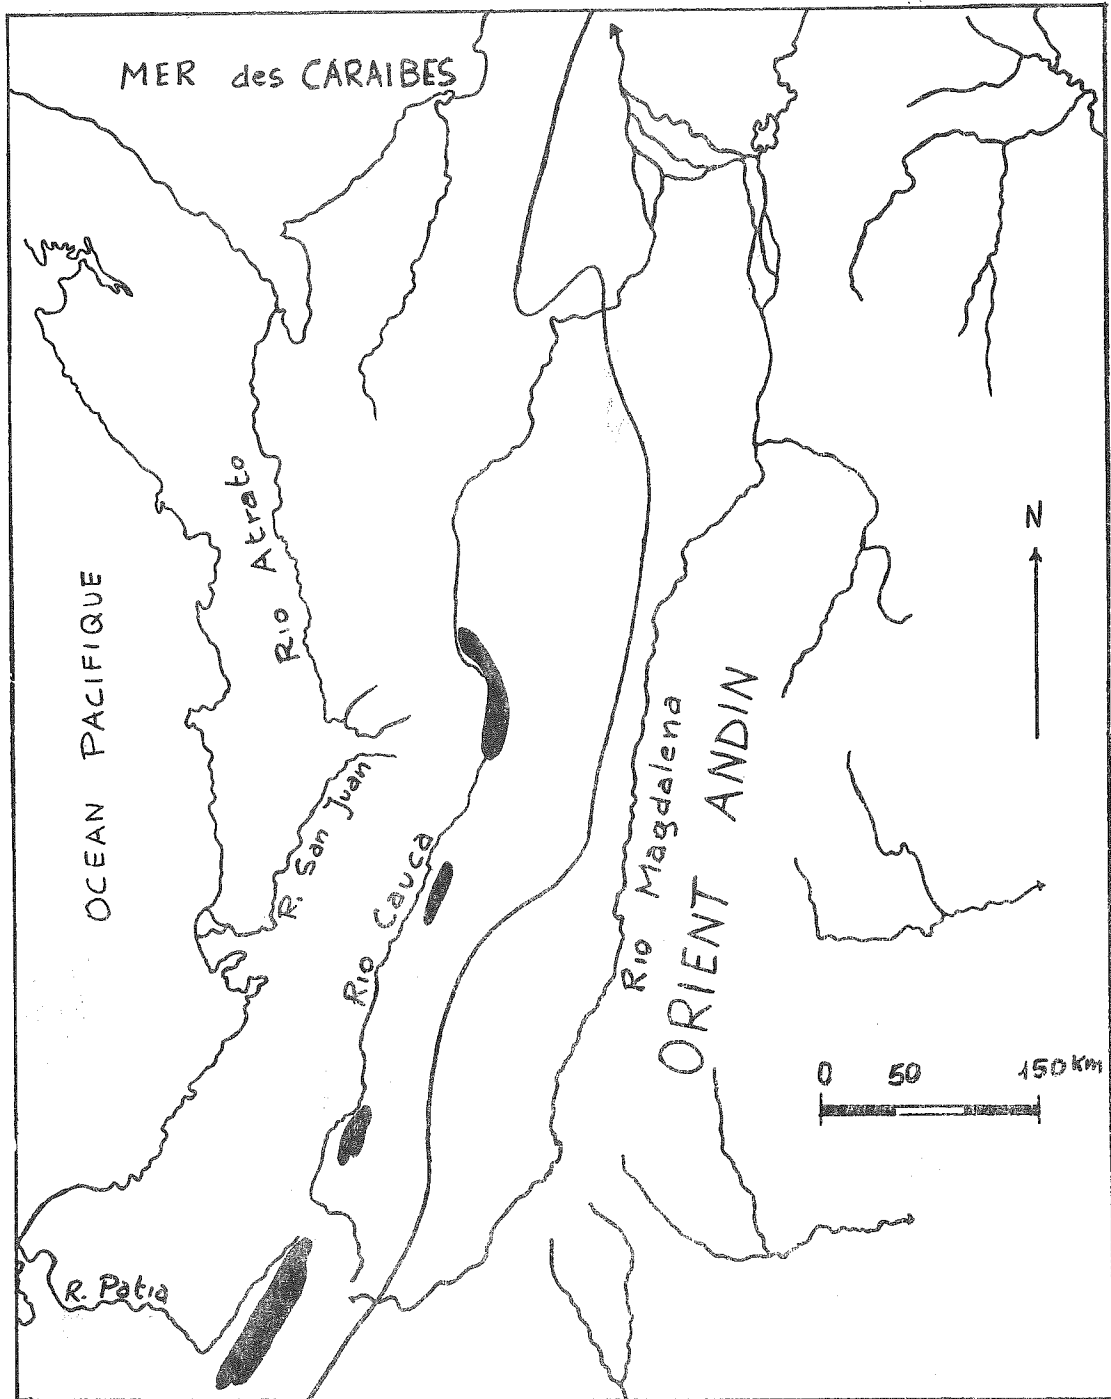 MER des CARAIBES
Rio Atrato
N
OCEAN PACIFIQUE
R. San Juan
Rio Cauca
Rio Magdalena
ORIENT ANDIN
0 50 150 km
R. Patia